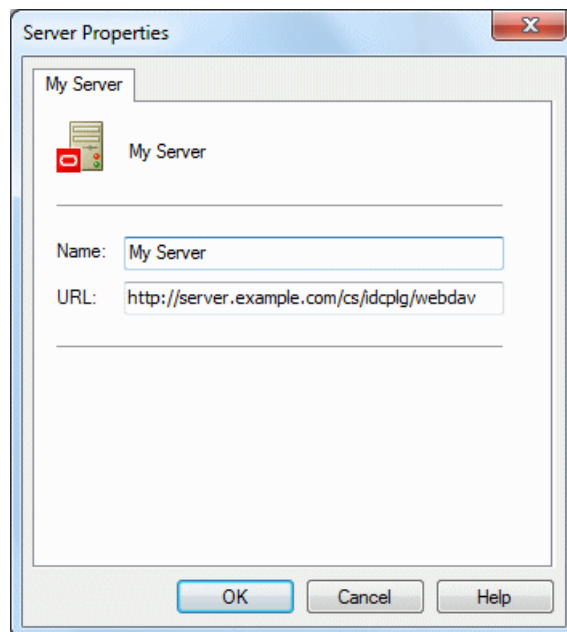 Server Properties
My Server
My Server
Name: My Server
URL: http://server.example.com/cs/idcplg/webdav
OK Cancel Help